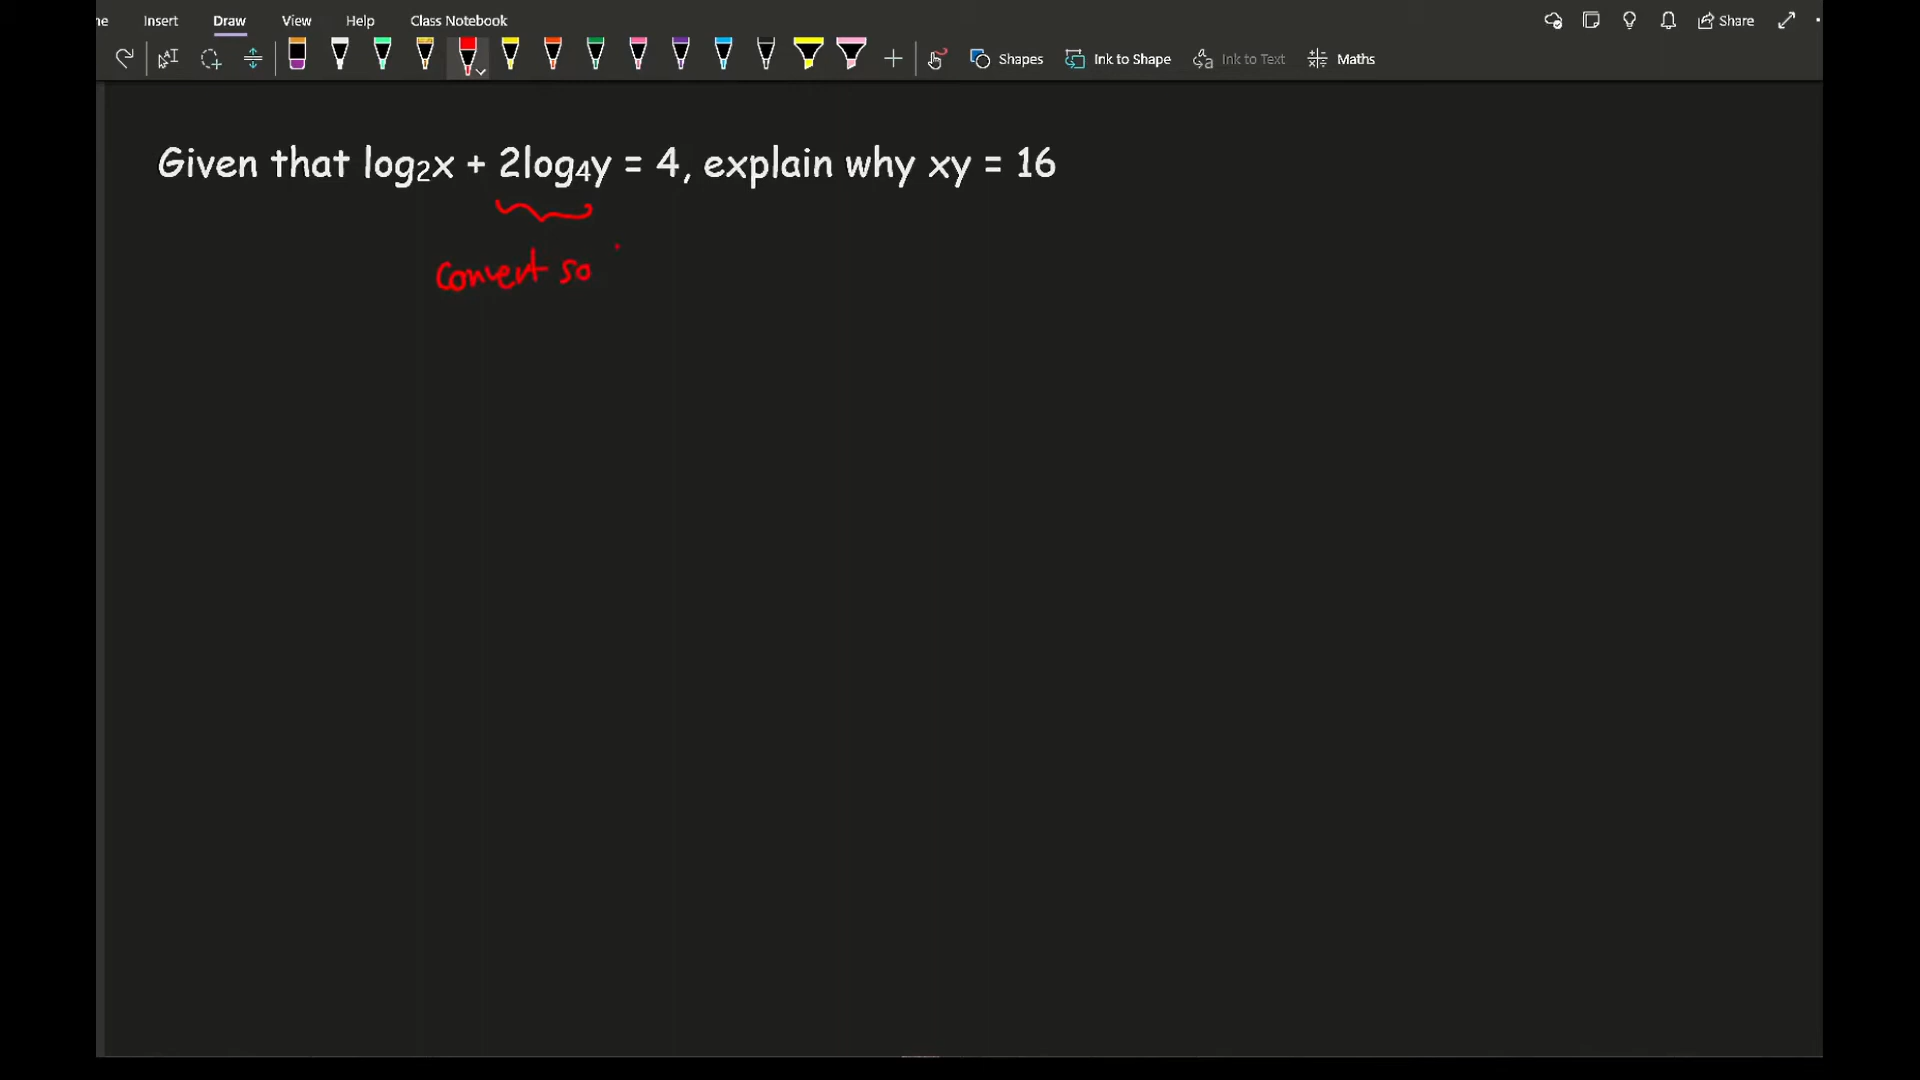 ne Insert Draw View Help Class Notebook Share
Shapes Ink to Shape Ink to Text Maths
Given that log₂x + 2log₄y = 4, explain why xy = 16
convert so